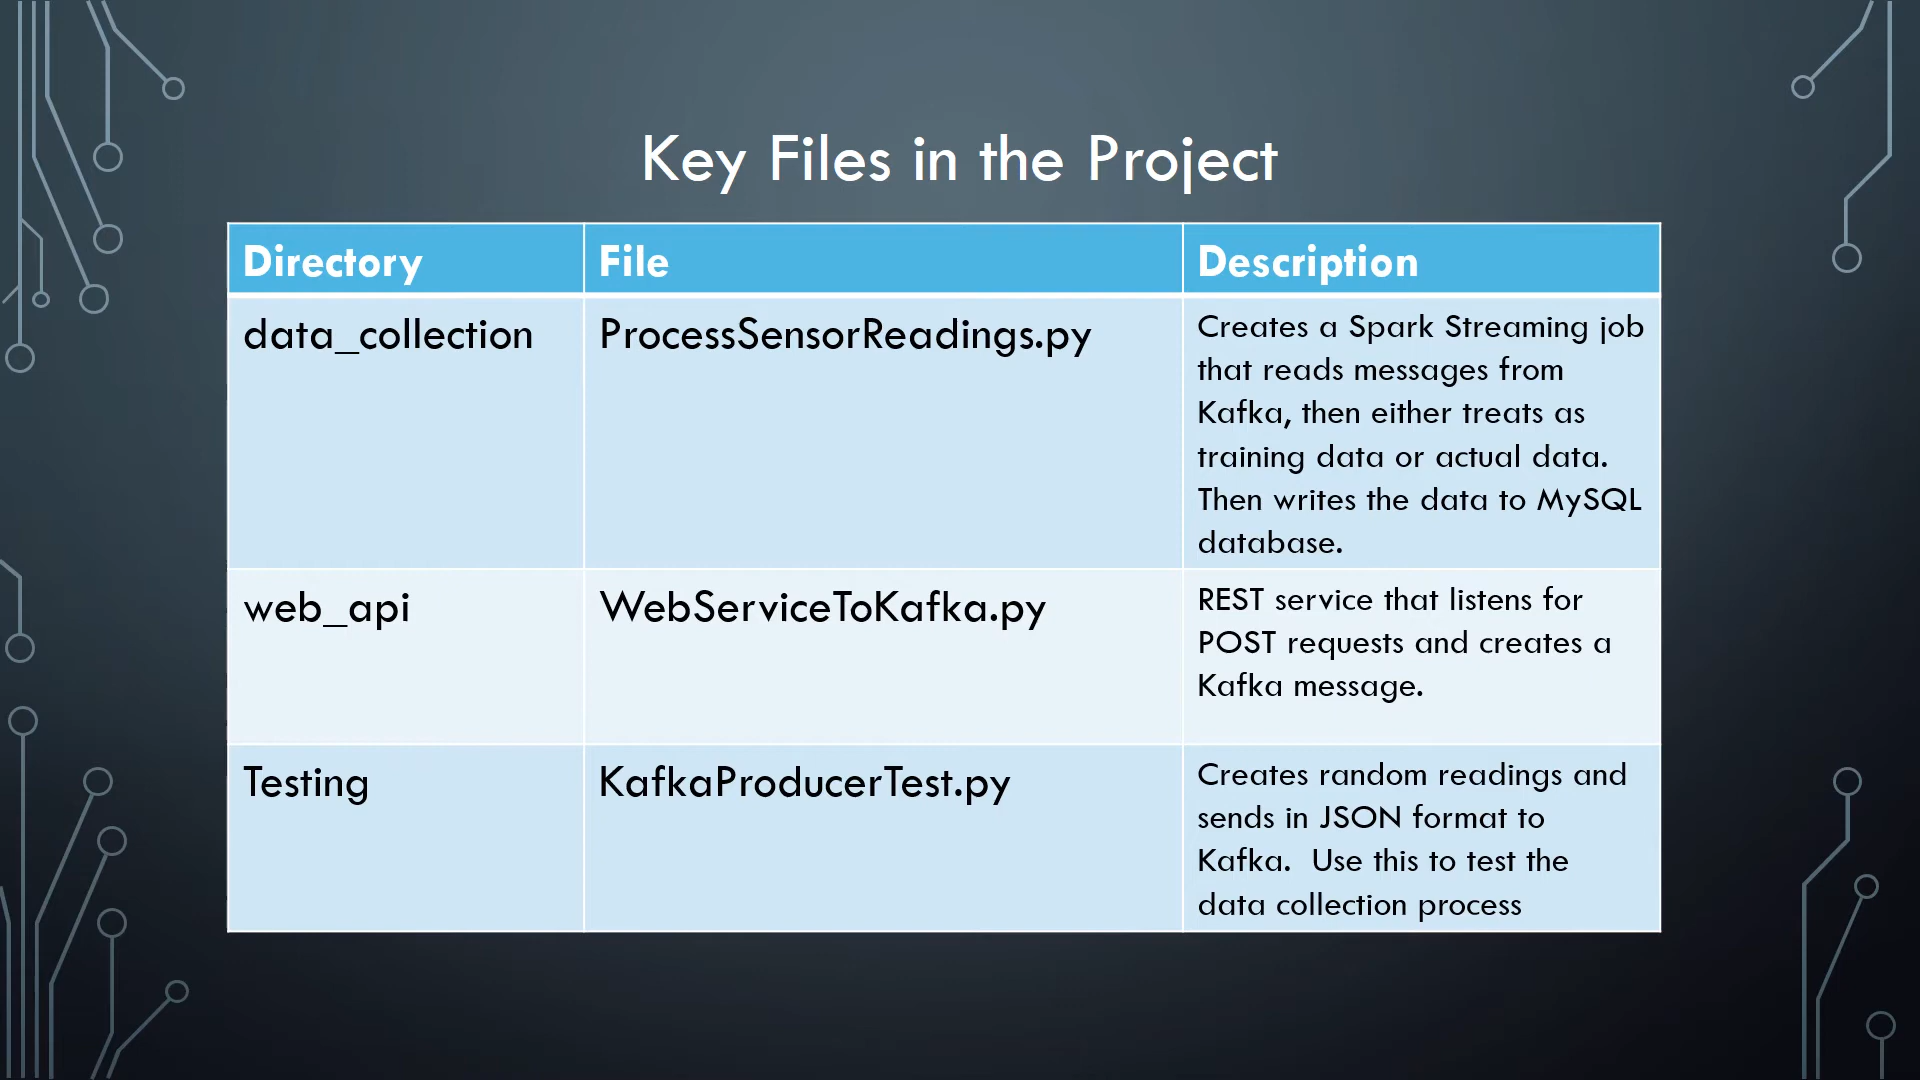 Key Files in the Project
Directory File Description
data_collection ProcessSensorReadings.py Creates a Spark Streaming job
that reads messages from
Kafka, then either treats as
training data or actual data.
Then writes the data to MySQL
database.
web_api WebServiceToKafka.py REST service that listens for
POST requests and creates a
Kafka message.
Testing KafkaProducerTest.py Creates random readings and
sends in JSON format to
Kafka.  Use this to test the
data collection process